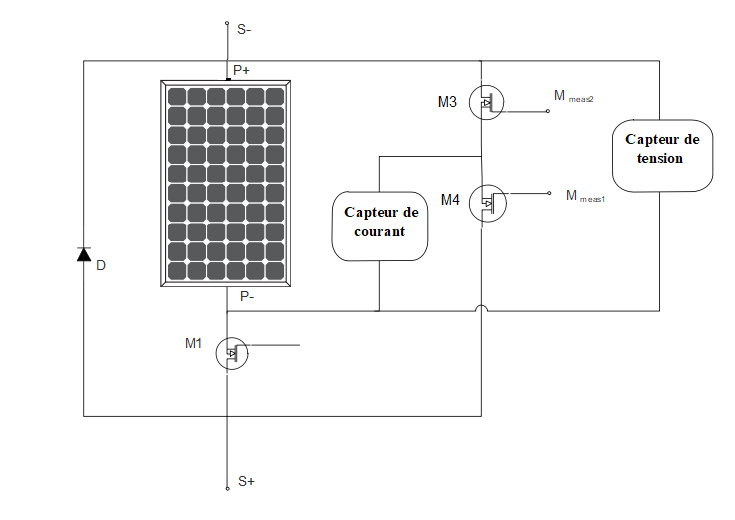 S-
P+
M3
M meas2
Capteur de
tension
M4
M meas1
Capteur de
courant
D
P-
M1
S+